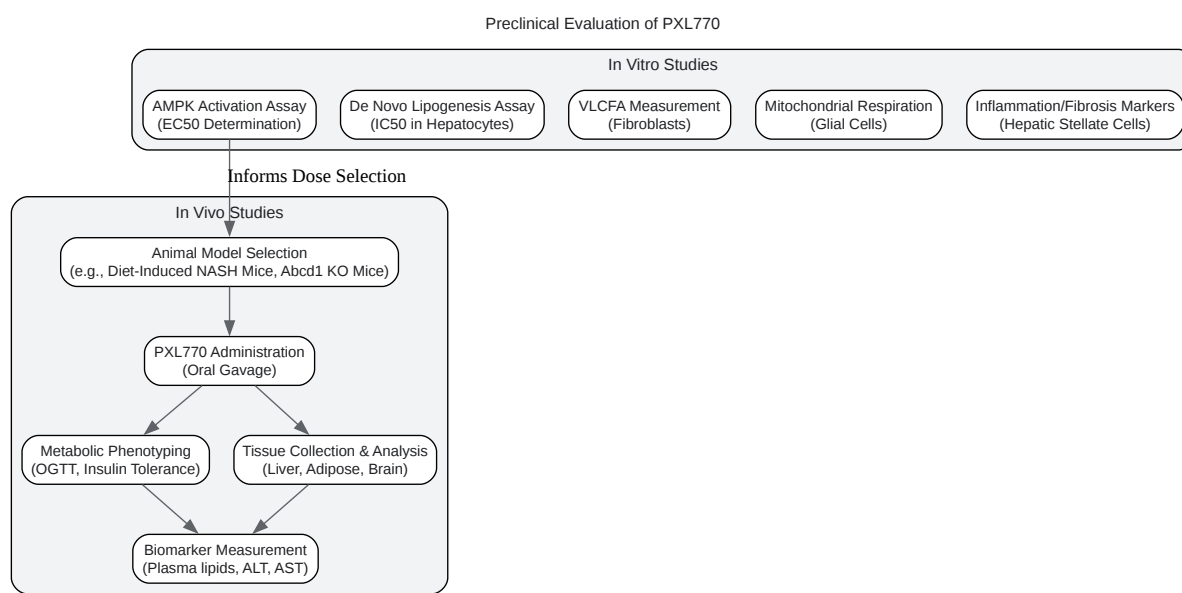 Preclinical Evaluation of PXL770
In Vitro Studies
AMPK Activation Assay
(EC50 Determination)
De Novo Lipogenesis Assay
(IC50 in Hepatocytes)
VLCFA Measurement
(Fibroblasts)
Mitochondrial Respiration
(Glial Cells)
Inflammation/Fibrosis Markers
(Hepatic Stellate Cells)
Informs Dose Selection
In Vivo Studies
Animal Model Selection
(e.g., Diet-Induced NASH Mice, Abcd1 KO Mice)
PXL770 Administration
(Oral Gavage)
Metabolic Phenotyping
(OGTT, Insulin Tolerance)
Tissue Collection & Analysis
(Liver, Adipose, Brain)
Biomarker Measurement
(Plasma lipids, ALT, AST)